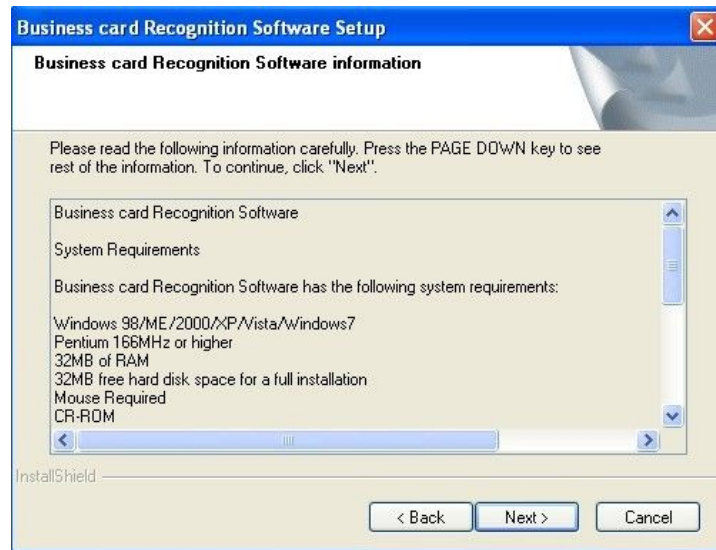 Business card Recognition Software Setup
Business card Recognition Software information
Please read the following information carefully. Press the PAGE DOWN key to see
rest of the information. To continue, click "Next".
Business card Recognition Software
System Requirements
Business card Recognition Software has the following system requirements:
Windows 98/ME/2000/XP/Vista/Windows7
Pentium 166MHz or higher
32MB of RAM
32MB free hard disk space for a full installation
Mouse Required
CR-ROM
InstallShield
< Back Next > Cancel